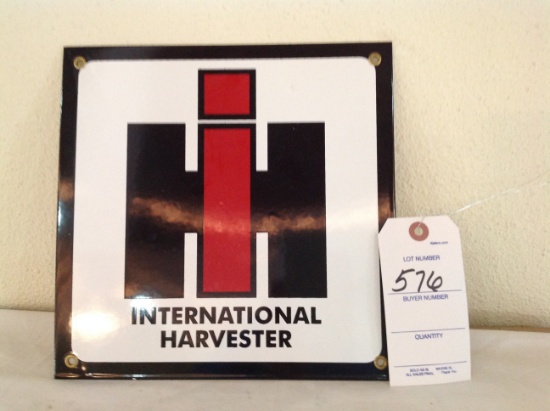 INTERNATIONAL
HARVESTER
LOT NUMBER
576
BUYER NUMBER
QUANTITY